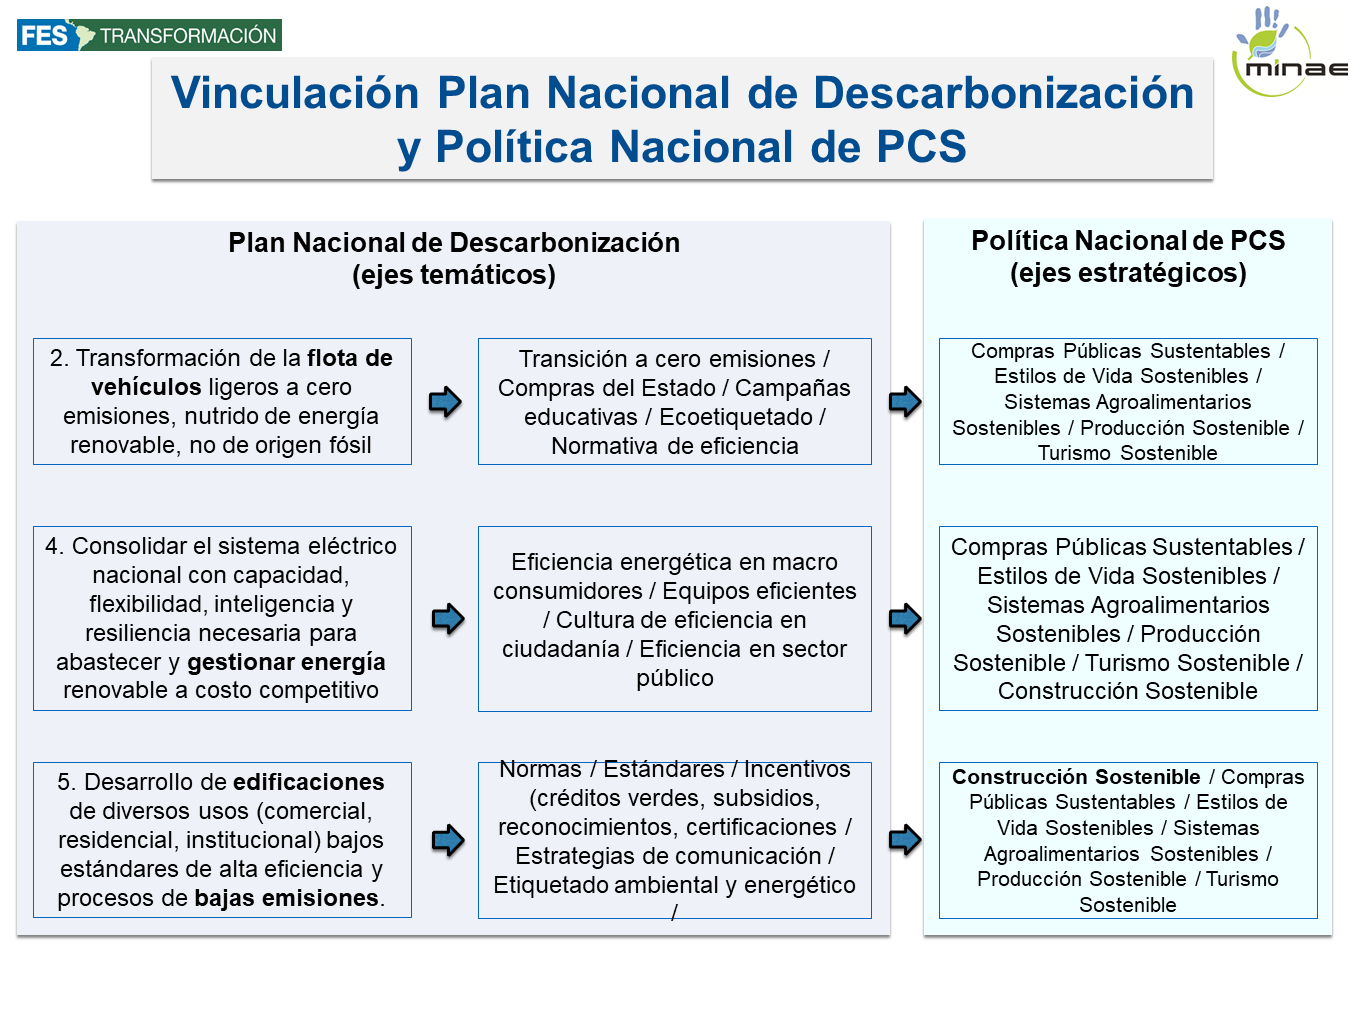 FES TRANSFORMACIÓN
minae
Vinculación Plan Nacional de Descarbonización
y Política Nacional de PCS
Plan Nacional de Descarbonización
(ejes temáticos)
Política Nacional de PCS
(ejes estratégicos)
2. Transformación de la flota de
vehículos ligeros a cero
emisiones, nutrido de energía
renovable, no de origen fósil
Transición a cero emisiones /
Compras del Estado / Campañas
educativas / Ecoetiquetado /
Normativa de eficiencia
Compras Públicas Sustentables /
Estilos de Vida Sostenibles /
Sistemas Agroalimentarios
Sostenibles / Producción Sostenible /
Turismo Sostenible
4. Consolidar el sistema eléctrico
nacional con capacidad,
flexibilidad, inteligencia y
resiliencia necesaria para
abastecer y gestionar energía
renovable a costo competitivo
Eficiencia energética en macro
consumidores / Equipos eficientes
/ Cultura de eficiencia en
ciudadanía / Eficiencia en sector
público
Compras Públicas Sustentables /
Estilos de Vida Sostenibles /
Sistemas Agroalimentarios
Sostenibles / Producción
Sostenible / Turismo Sostenible /
Construcción Sostenible
5. Desarrollo de edificaciones
de diversos usos (comercial,
residencial, institucional) bajos
estándares de alta eficiencia y
procesos de bajas emisiones.
Normas / Estándares / Incentivos
(créditos verdes, subsidios,
reconocimientos, certificaciones /
Estrategias de comunicación /
Etiquetado ambiental y energético
/
Construcción Sostenible / Compras
Públicas Sustentables / Estilos de
Vida Sostenibles / Sistemas
Agroalimentarios Sostenibles /
Producción Sostenible / Turismo
Sostenible